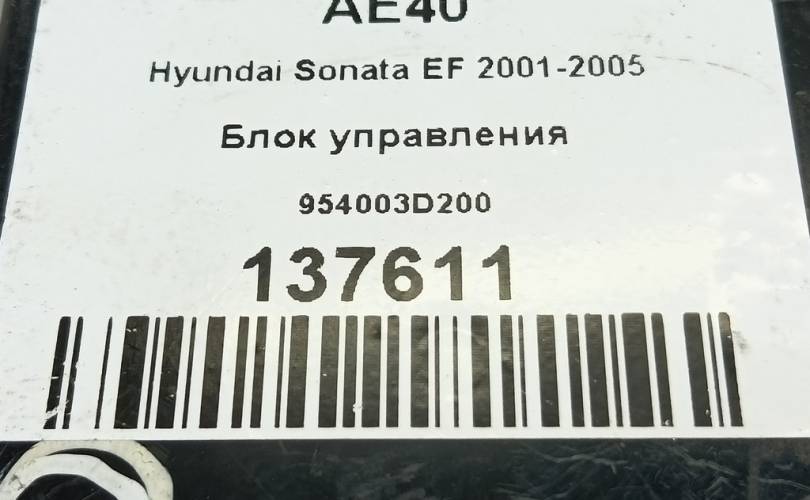 AE40
Hyundai Sonata EF 2001-2005
Блок управления
954003D200
137611